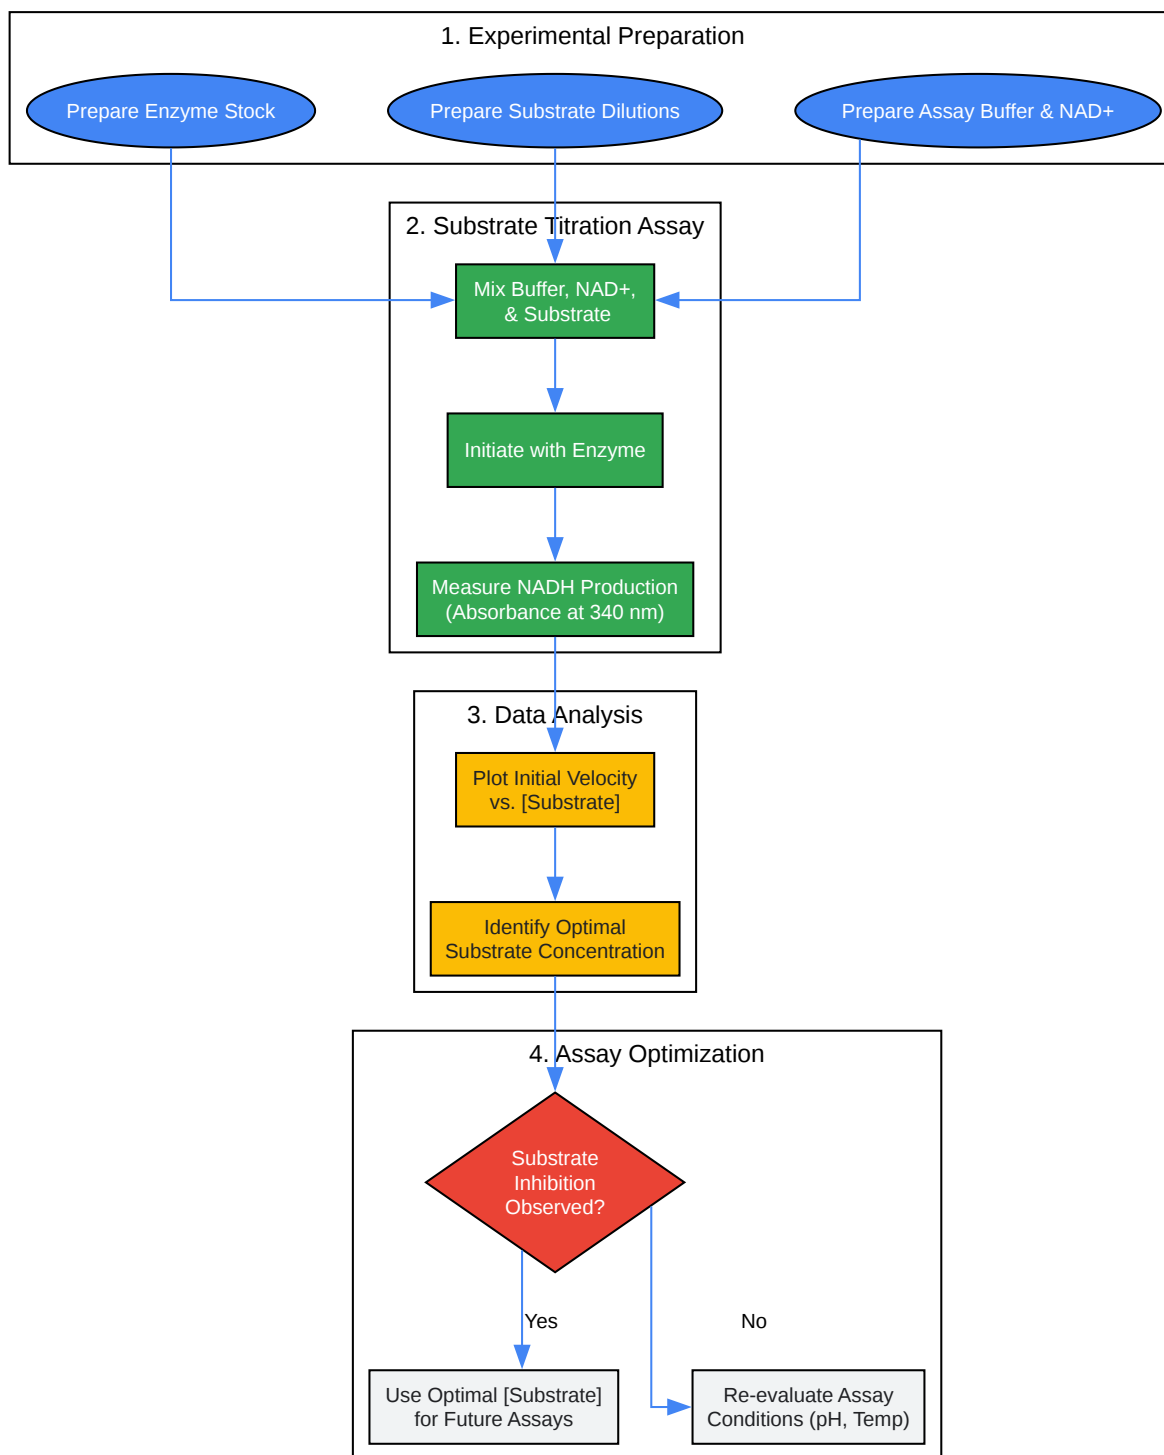 1. Experimental Preparation
Prepare Enzyme Stock
Prepare Substrate Dilutions
Prepare Assay Buffer & NAD+
2. Substrate Titration Assay
Mix Buffer, NAD+,
& Substrate
Initiate with Enzyme
Measure NADH Production
(Absorbance at 340 nm)
3. Data Analysis
Plot Initial Velocity
vs. [Substrate]
Identify Optimal
Substrate Concentration
4. Assay Optimization
Substrate
Inhibition
Observed?
Yes
No
Use Optimal [Substrate]
for Future Assays
Re-evaluate Assay
Conditions (pH, Temp)